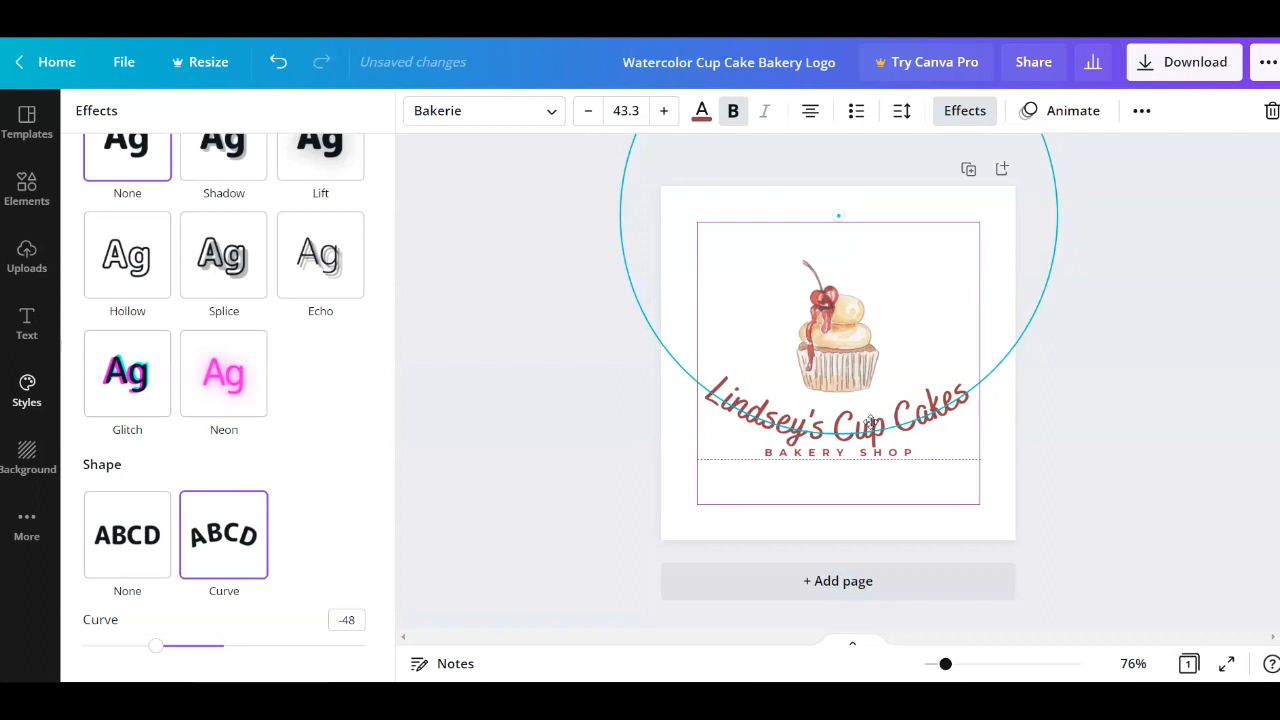 Home File Resize Unsaved changes Watercolor Cup Cake Bakery Logo Try Canva Pro Share Download
Effects Bakerie 43.3 A B I Effects Animate
Templates
Elements
Uploads
Text
Styles
Background
More
Ag Ag Ag
None Shadow Lift
Ag Ag Ag
Hollow Splice Echo
Ag Ag
Glitch Neon
Shape
ABCD ABCD
None Curve
Curve -48
Lindsey's Cup Cakes
BAKERY SHOP
+ Add page
Notes 76% 1 ?